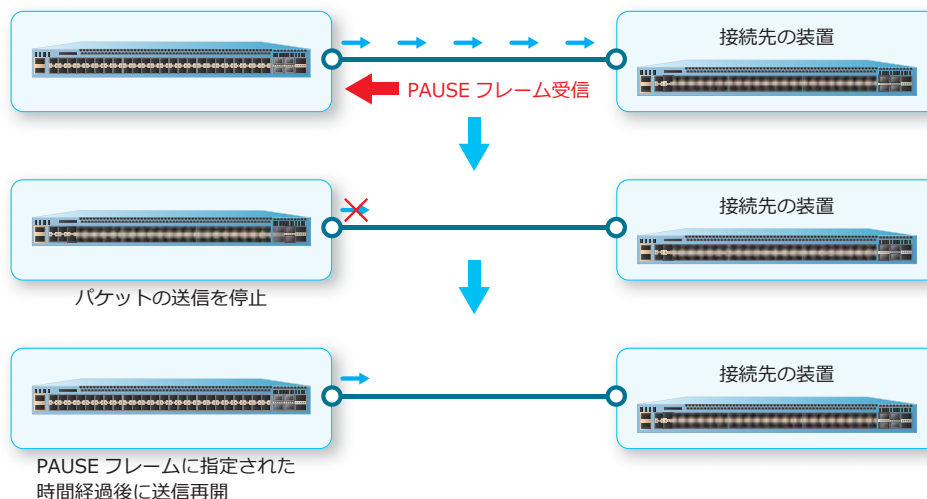 接続先の装置
PAUSE フレーム受信
接続先の装置
パケットの送信を停止
接続先の装置
PAUSE フレームに指定された
時間経過後に送信再開